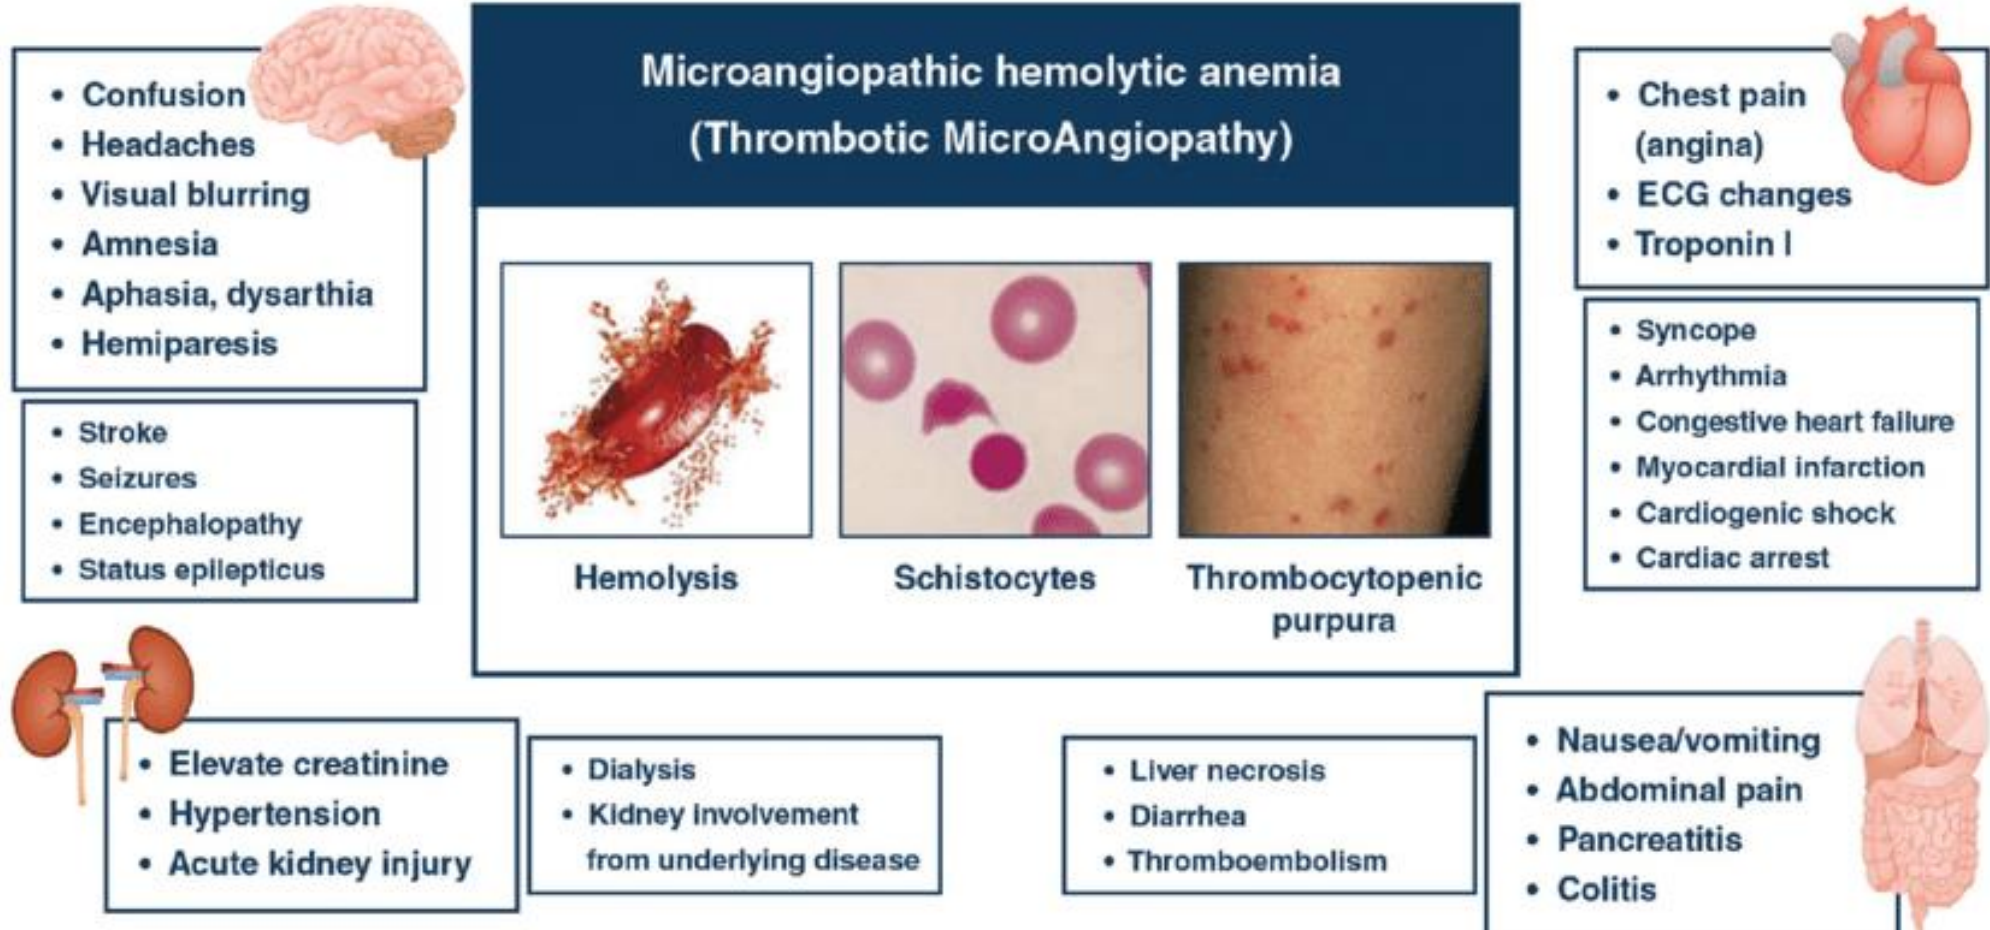 Microangiopathic hemolytic anemia
(Thrombotic MicroAngiopathy)
• Confusion
• Headaches
• Visual blurring
• Amnesia
• Aphasia, dysarthia
• Hemiparesis
• Stroke
• Seizures
• Encephalopathy
• Status epilepticus
Hemolysis
Schistocytes
Thrombocytopenic
purpura
• Chest pain
(angina)
• ECG changes
• Troponin I
• Syncope
• Arrhythmia
• Congestive heart failure
• Myocardial infarction
• Cardiogenic shock
• Cardiac arrest
• Elevate creatinine
• Hypertension
• Acute kidney injury
• Dialysis
• Kidney involvement
from underlying disease
• Liver necrosis
• Diarrhea
• Thromboembolism
• Nausea/vomiting
• Abdominal pain
• Pancreatitis
• Colitis